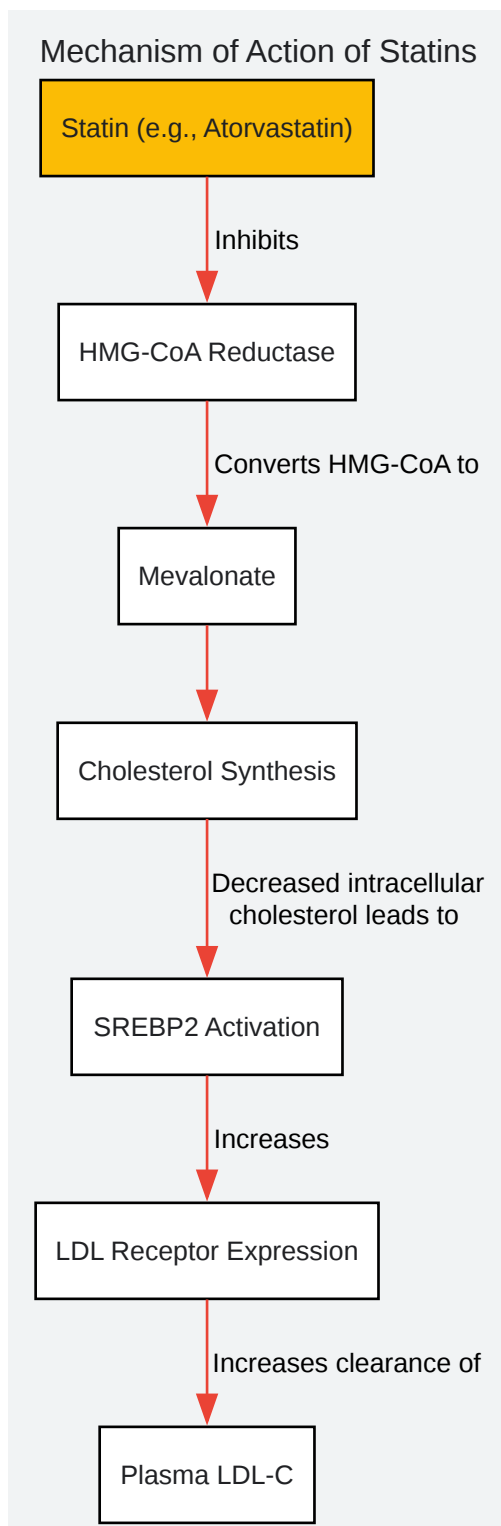 Mechanism of Action of Statins
Statin (e.g., Atorvastatin)
Inhibits
HMG-CoA Reductase
Converts HMG-CoA to
Mevalonate
Cholesterol Synthesis
Decreased intracellular
cholesterol leads to
SREBP2 Activation
Increases
LDL Receptor Expression
Increases clearance of
Plasma LDL-C